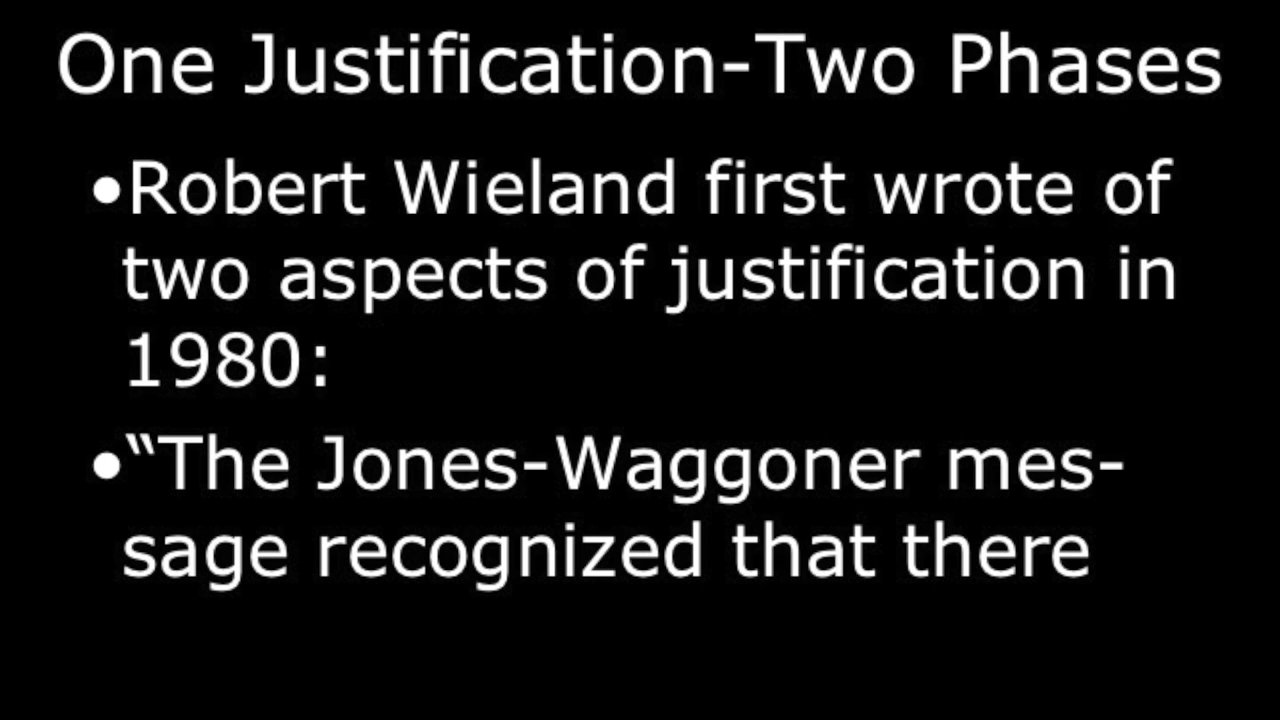 One Justification-Two Phases
•Robert Wieland first wrote of
two aspects of justification in
1980:
•“The Jones-Waggoner mes-
sage recognized that there